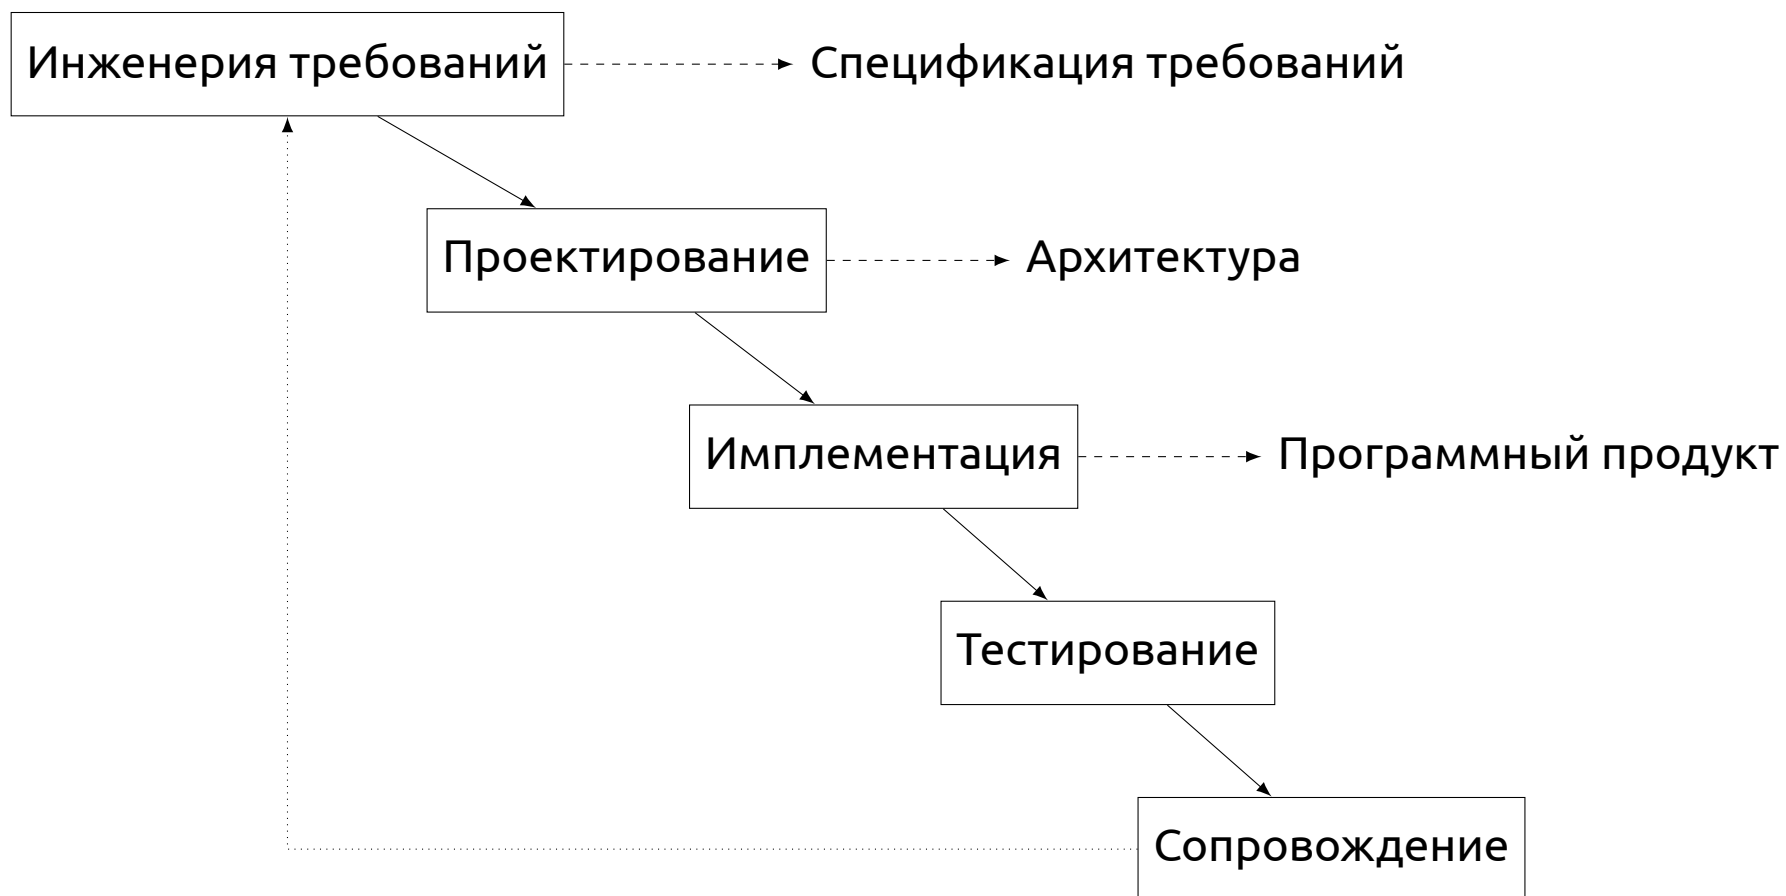 Инженерия требований
Спецификация требований
Проектирование
Архитектура
Имплементация
Программный продукт
Тестирование
Сопровождение